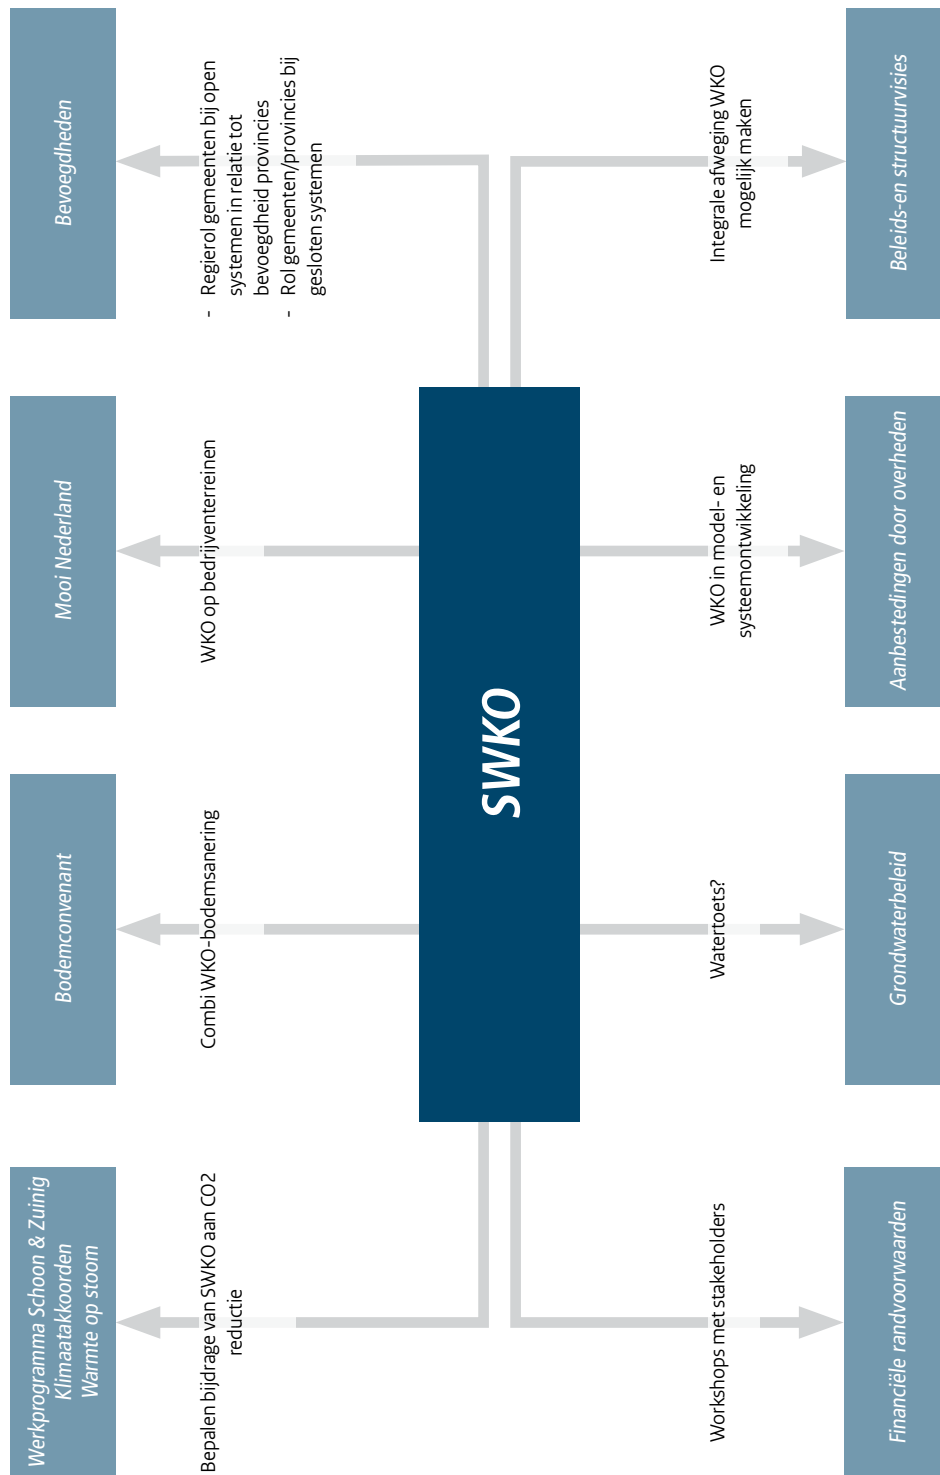 Werkprogramma Schoon & Zuinig
Klimaatakkoorden
Warmte op stoom
Bodemconvenant
Mooi Nederland
Bevoegdheden
Bepalen bijdrage van SWKO aan CO2
reductie
Combi WKO-bodemsanering
WKO op bedrijventerreinen
- Regierol gemeenten bij open
systemen in relatie tot
bevoegdheid provincies
- Rol gemeenten/provincies bij
gesloten systemen
SWKO
Workshops met stakeholders
Watertoets?
WKO in model- en
systeemontwikkeling
Integrale afweging WKO
mogelijk maken
Financiële randvoorwaarden
Grondwaterbeleid
Aanbestedingen door overheden
Beleids-en structuurvisies